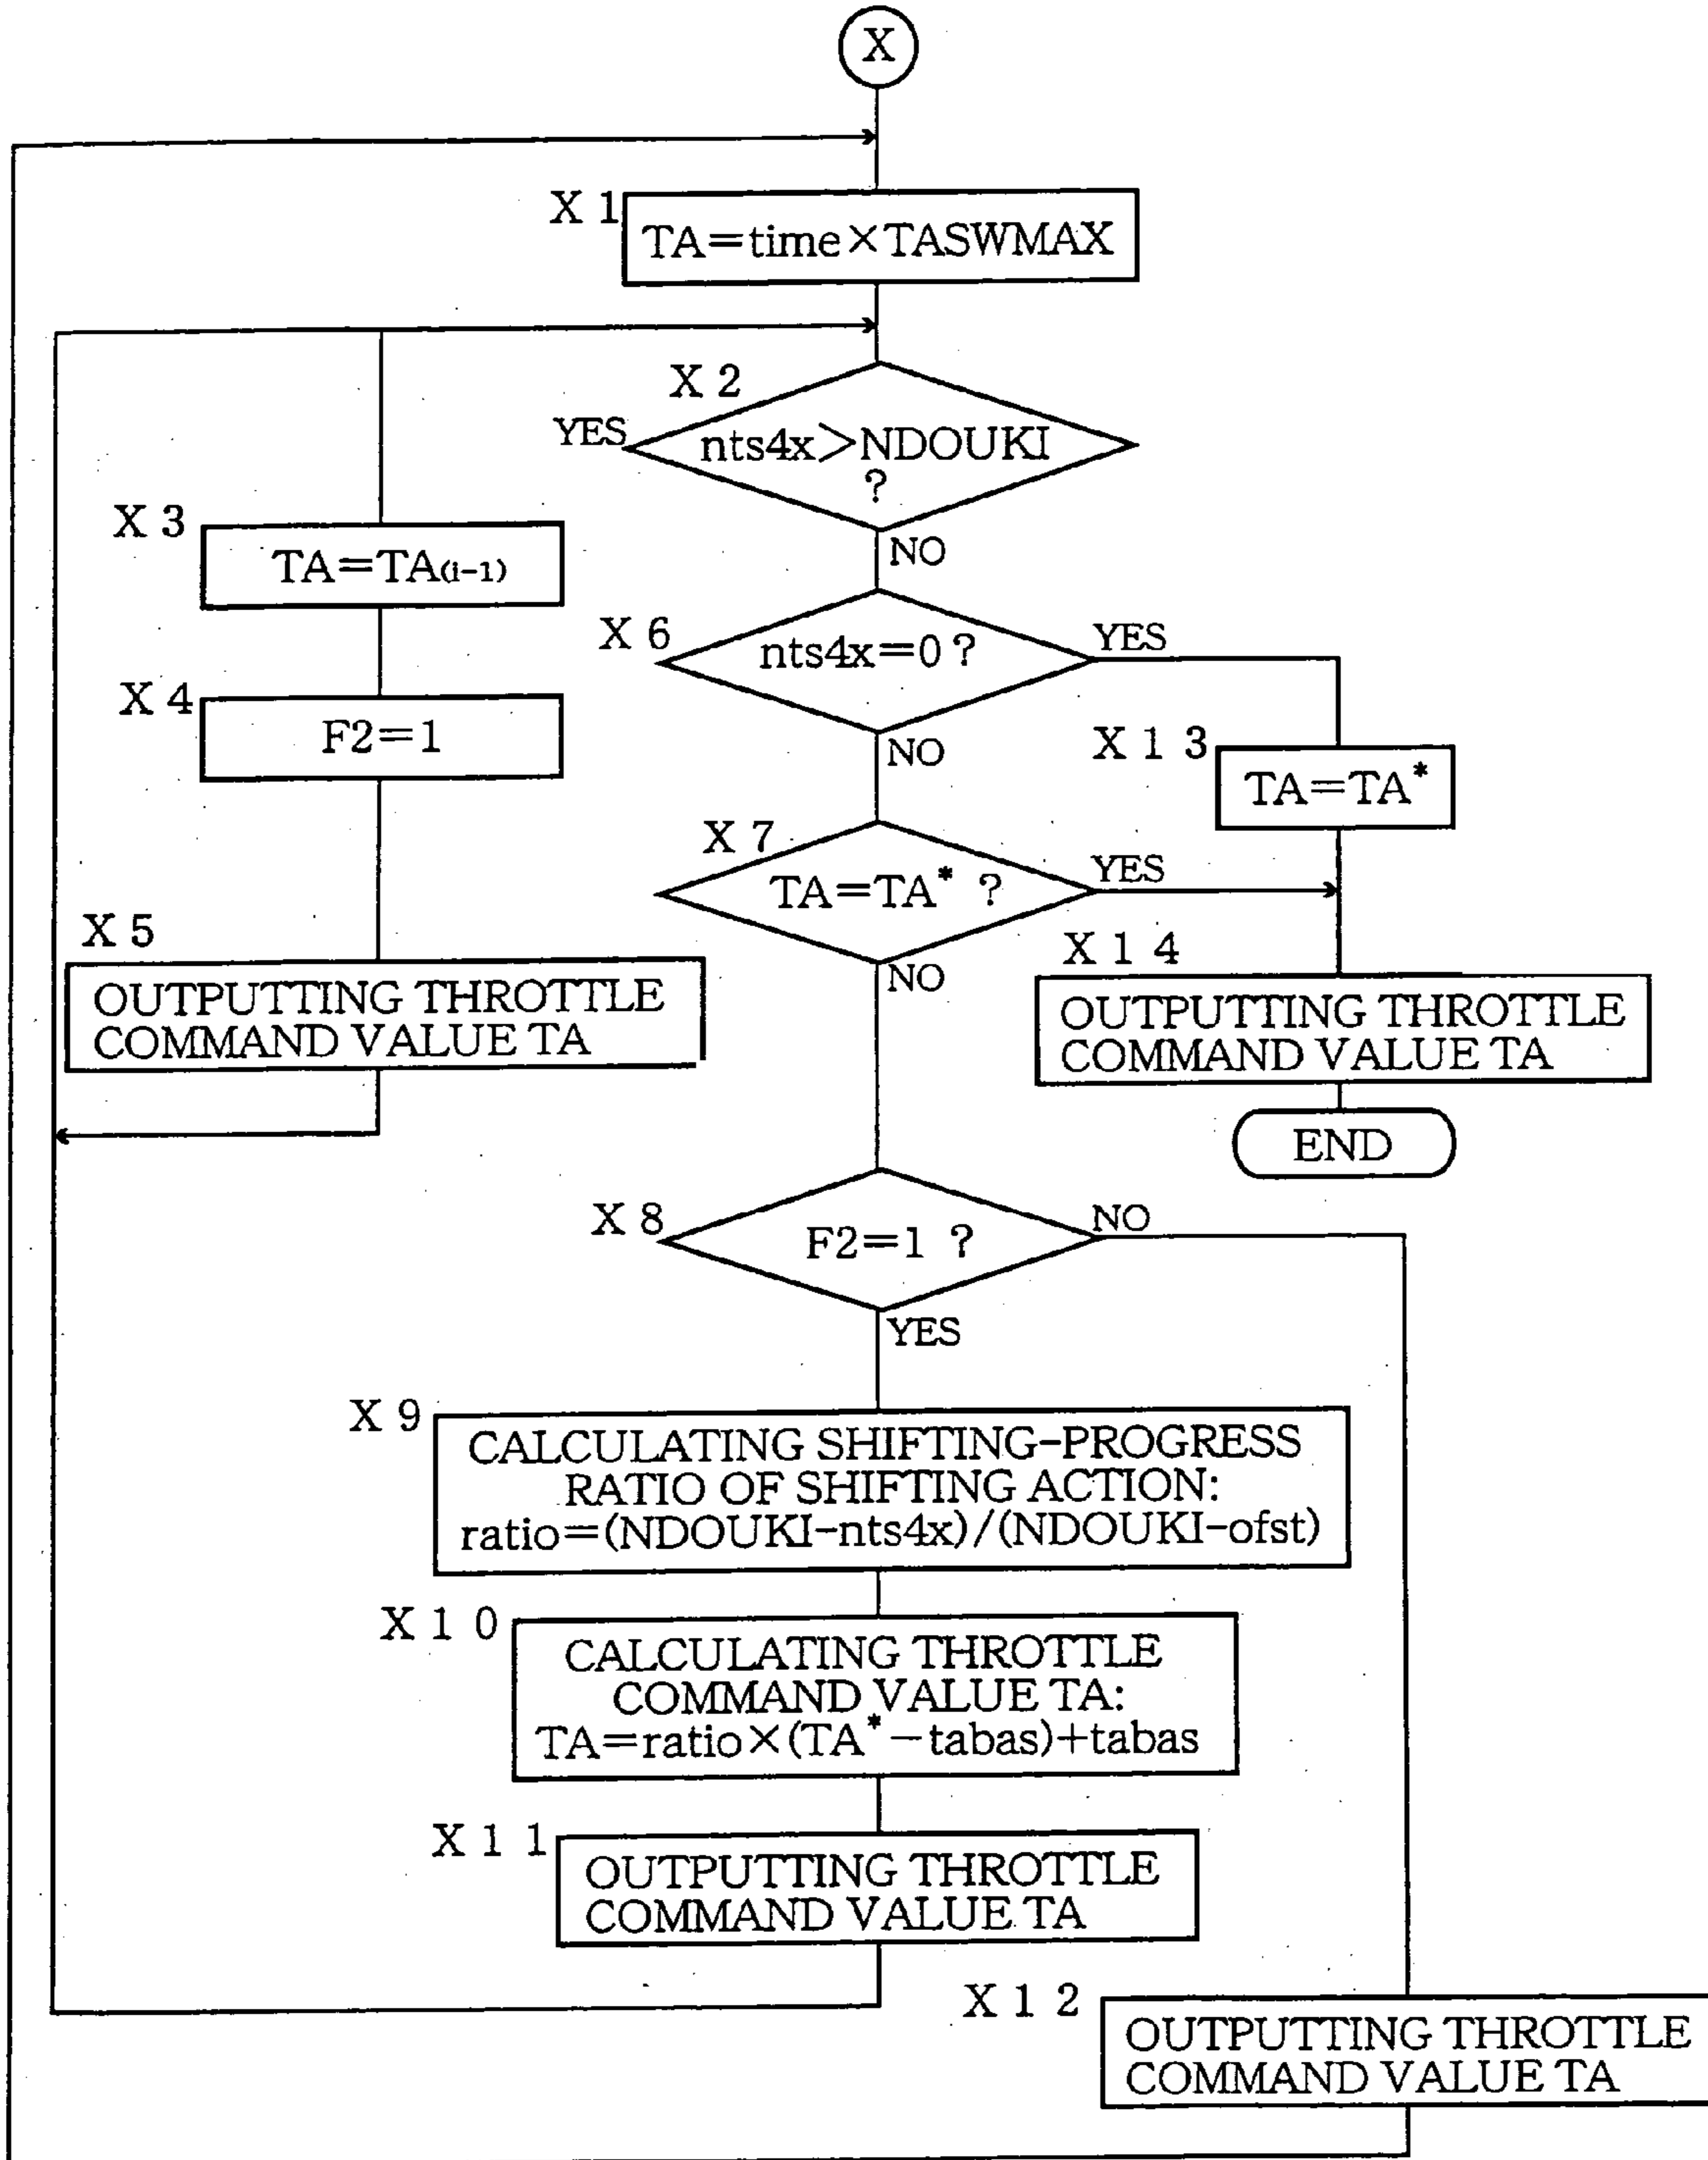 X
X 1
TA=time×TASWMAX
X 2
YES
nts4x>NDOUKI
?
NO
X 3
TA=TA(i-1)
X 6
nts4x=0 ?
YES
X 4
F2=1
NO
X 1 3
TA=TA*
X 7
TA=TA* ?
YES
X 5
OUTPUTTING THROTTLE
COMMAND VALUE TA
NO
X 1 4
OUTPUTTING THROTTLE
COMMAND VALUE TA
END
X 8
F2=1 ?
NO
YES
X 9
CALCULATING SHIFTING-PROGRESS
RATIO OF SHIFTING ACTION:
ratio=(NDOUKI-nts4x)/(NDOUKI-ofst)
X 1 0
CALCULATING THROTTLE
COMMAND VALUE TA:
TA=ratio×(TA*-tabas)+tabas
X 1 1
OUTPUTTING THROTTLE
COMMAND VALUE TA
X 1 2
OUTPUTTING THROTTLE
COMMAND VALUE TA